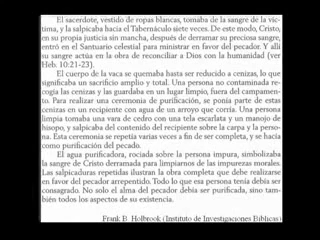 El sacerdote, vestido de ropas blancas, tomaba de la sangre de la víc-
tima, y la salpicaba hacia el Tabernáculo siete veces. De este modo, Cristo,
en su propia justicia sin mancha, después de derramar su preciosa sangre,
entró en el Santuario celestial para ministrar en favor del pecador. Y allí
su sangre actúa en la obra de reconciliar a Dios con la humanidad (ver
Heb. 10:21-23).
El cuerpo de la vaca se quemaba hasta ser reducido a cenizas, lo que
significaba un sacrificio amplio y total. Una persona no contaminada reco-
gía las cenizas y las guardaba en un lugar limpio, fuera del campamen-
to. Para realizar una ceremonia de purificación, se ponía parte de estas
cenizas en un recipiente con agua de un arroyo que corría. Una persona
limpia tomaba una vara de cedro con una tela escarlata y un manojo de
hisopo, y salpicaba del contenido del recipiente sobre la carpa y la perso-
na. Esta ceremonia se repetía varias veces a fin de ser completa, y se hacía
como purificación del pecado.
El agua purificadora, rociada sobre la persona impura, simbolizaba
la sangre de Cristo derramada para limpiarnos de las impurezas morales.
Las salpicaduras repetidas ilustran la obra completa que debe realizarse
en favor del pecador arrepentido. Todo lo que esa persona tenía debía ser
consagrado. No solo el alma del pecador debía ser purificada, sino tam-
bién todos los aspectos de su existencia.
Frank B. Holbrook (Instituto de Investigaciones Bíblicas)